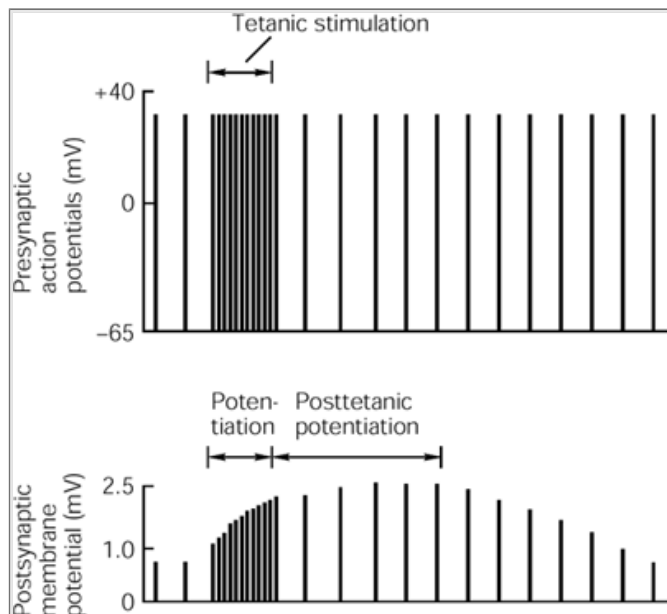 Tetanic stimulation
+40
0
−65
Presynaptic
action
potentials (mV)
Poten-
tiation
Posttetanic
potentiation
2.5
1.0
0
Postsynaptic
membrane
potential (mV)